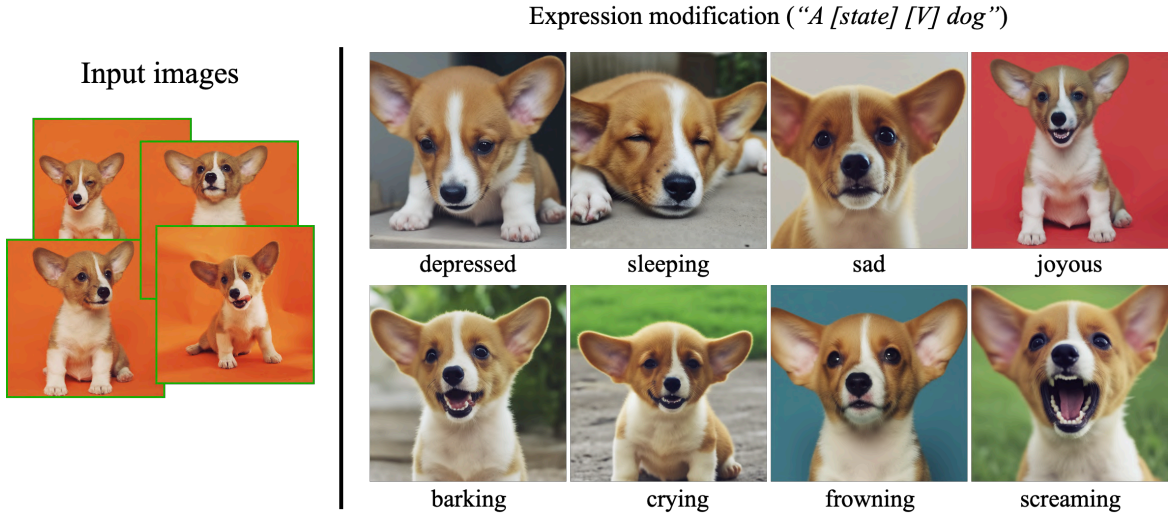 Expression modification (“A [state] [V] dog”)
Input images
depressed sleeping sad joyous
barking crying frowning screaming